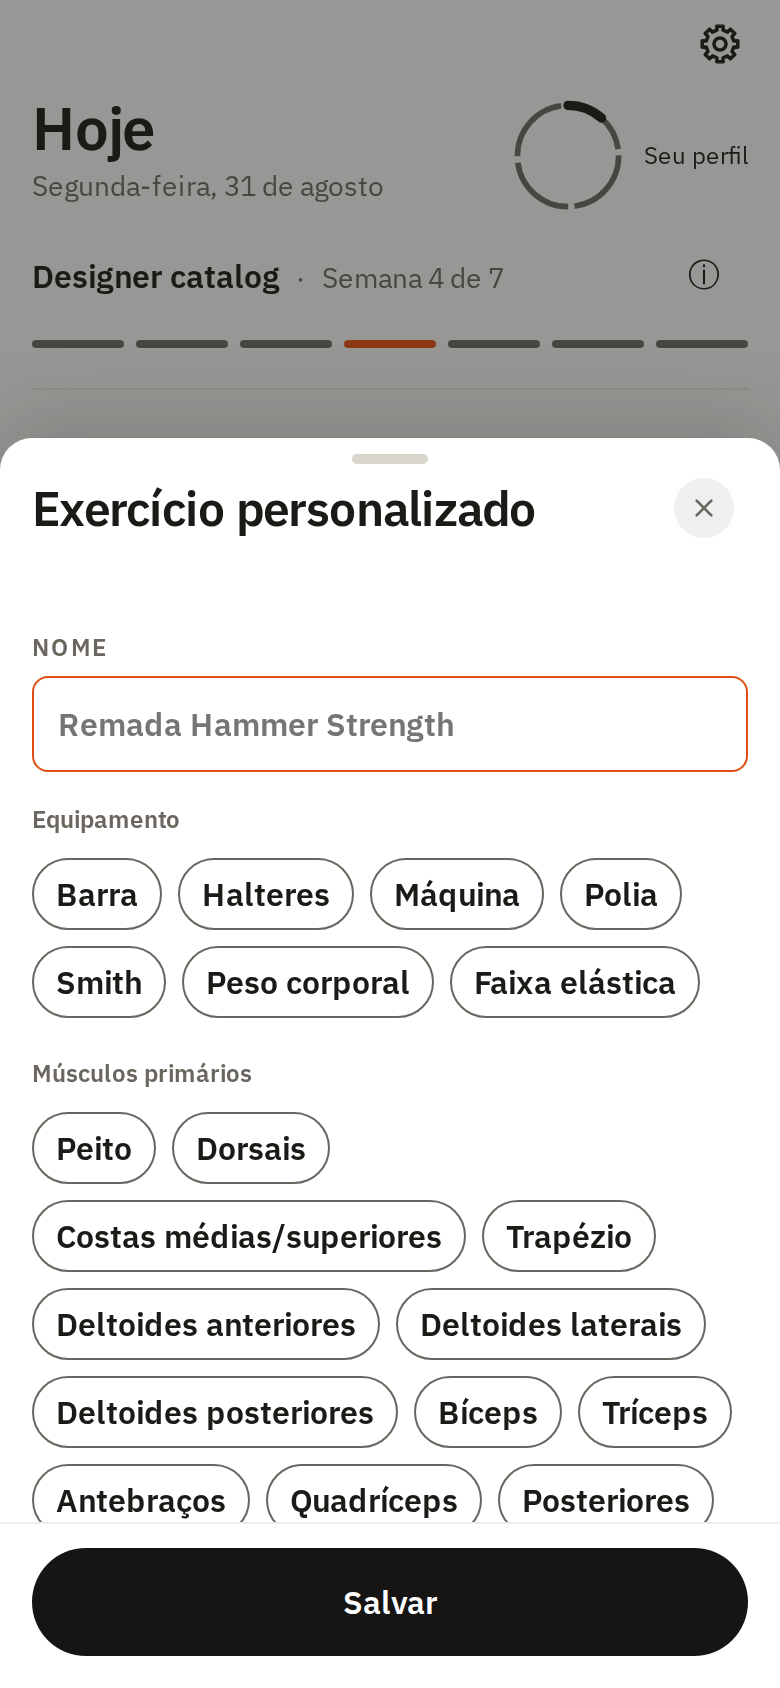 Hoje
Segunda-feira, 31 de agosto
Seu perfil
Designer catalog · Semana 4 de 7
Exercício personalizado
NOME
Remada Hammer Strength
Equipamento
Barra Halteres Máquina Polia
Smith Peso corporal Faixa elástica
Músculos primários
Peito Dorsais
Costas médias/superiores Trapézio
Deltoides anteriores Deltoides laterais
Deltoides posteriores Bíceps Tríceps
Antebraços Quadríceps Posteriores
Salvar